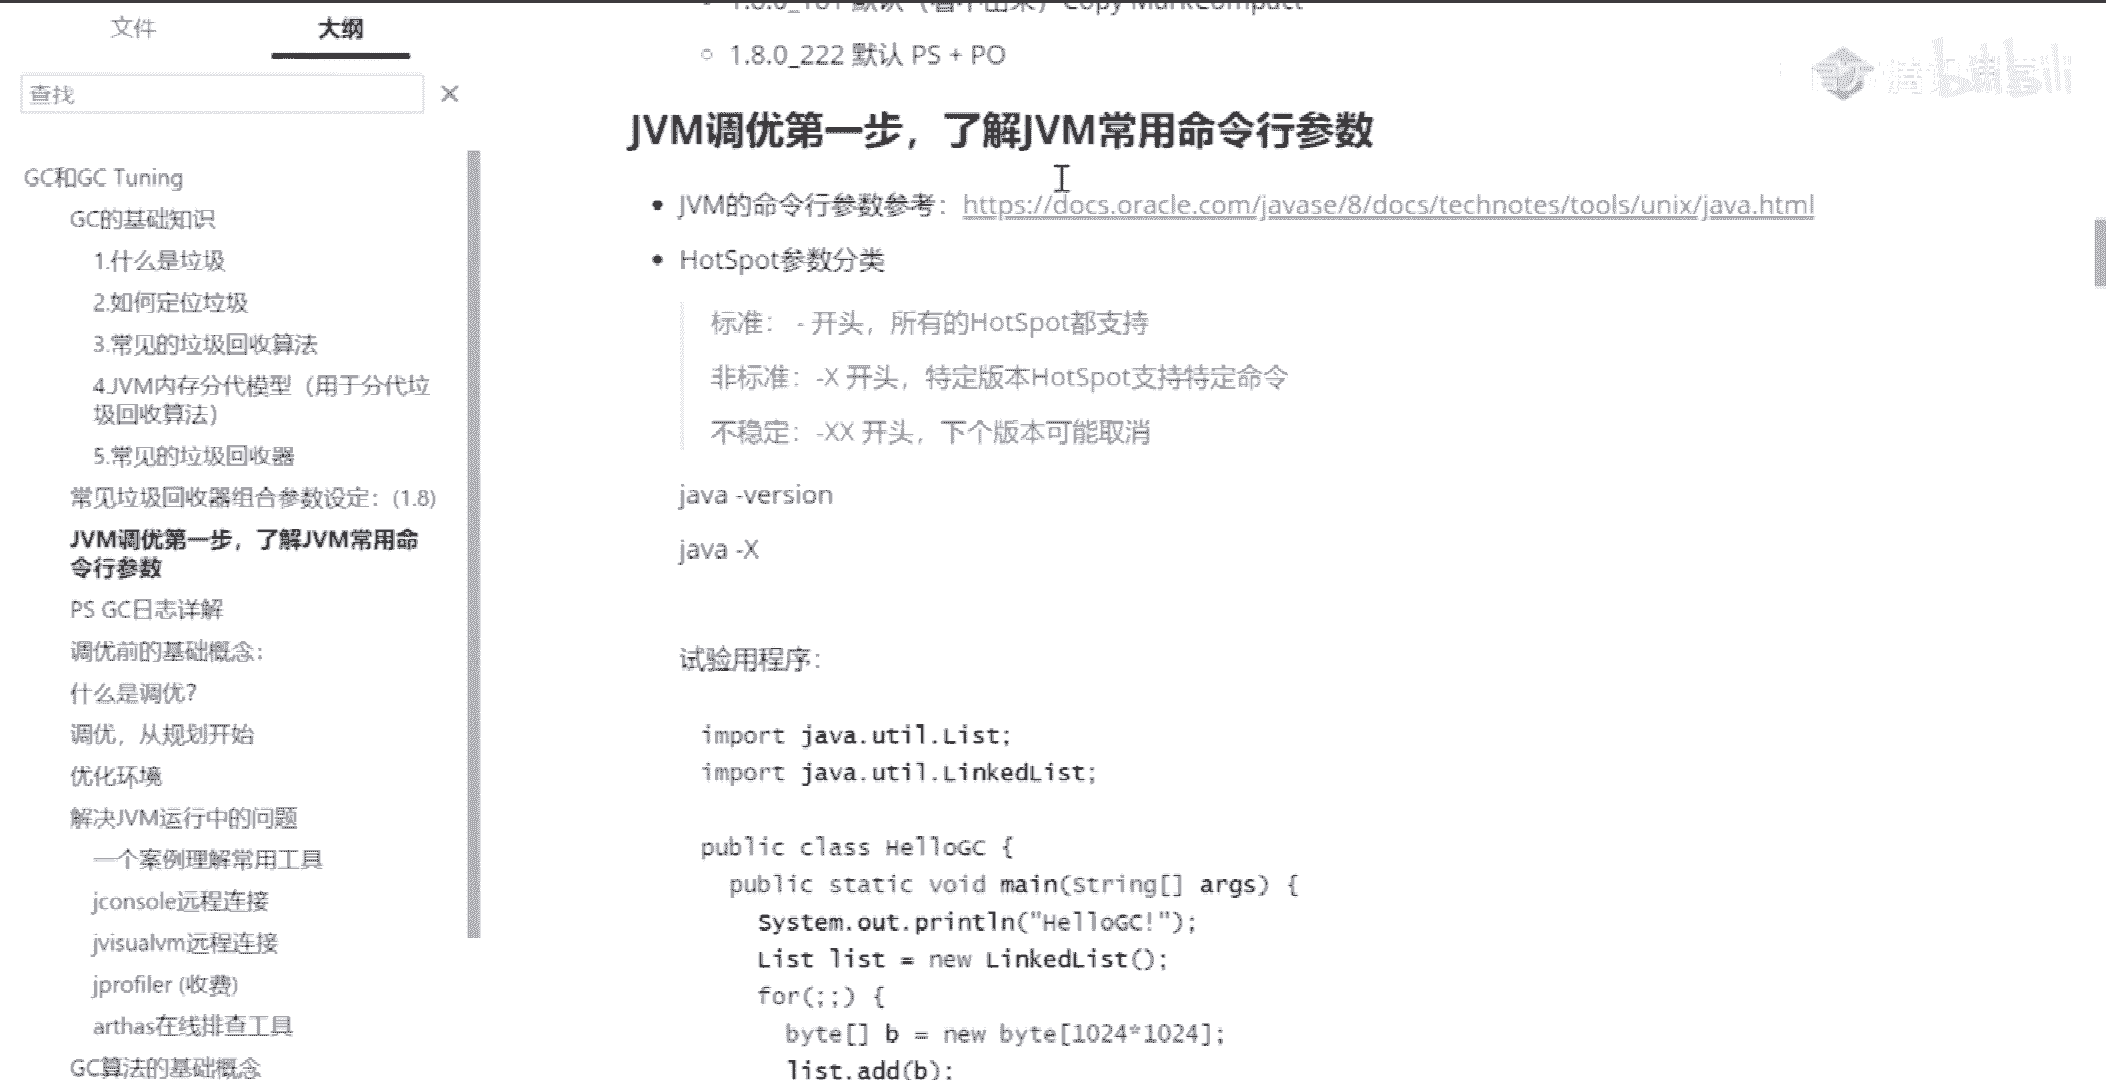 文件
大纲
查找
GC和GC Tuning
GC的基础知识
1.什么是垃圾
2.如何定位垃圾
3.常见的垃圾回收算法
4.JVM内存分代模型（用于分代垃
圾回收算法）
5.常见的垃圾回收器
常见垃圾回收器组合参数设定：(1.8)
JVM调优第一步，了解JVM常用命
令行参数
PS GC日志详解
调优前的基础概念：
什么是调优？
调优，从规划开始
优化环境
解决JVM运行中的问题
一个案例理解常用工具
jconsole远程连接
jvisualvm远程连接
jprofiler (收费)
arthas在线排查工具
GC算法的基础概念
1.8.0_222 默认 PS + PO
JVM调优第一步，了解JVM常用命令行参数
JVM的命令行参数参考：https://docs.oracle.com/javase/8/docs/technotes/tools/unix/java.html
HotSpot参数分类
标准： - 开头，所有的HotSpot都支持
非标准：-X 开头，特定版本HotSpot支持特定命令
不稳定：-XX 开头，下个版本可能取消
java -version
java -X
试验用程序：
import java.util.List;
import java.util.LinkedList;
public class HelloGC {
public static void main(String[] args) {
System.out.println("HelloGC!");
List list = new LinkedList();
for(;;) {
byte[] b = new byte[1024*1024];
list.add(b);